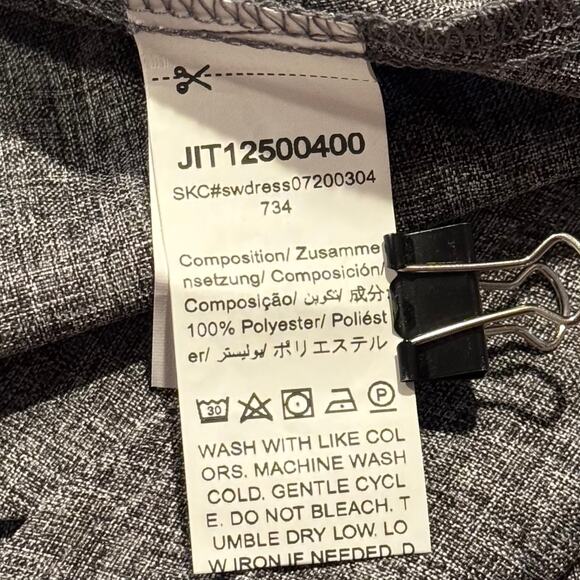 JIT12500400
SKC#swdress07200304
734
Composition/ Zusamme
nsetzung/ Composición/
Composição/ تكوين/ 成分:
100% Polyester/ Poliést
er/ بوليستر/ ポリエステル
30
P
WASH WITH LIKE COL
ORS. MACHINE WASH
COLD. GENTLE CYCL
E. DO NOT BLEACH. T
UMBLE DRY LOW. LO
W IRON IF NEEDED. D